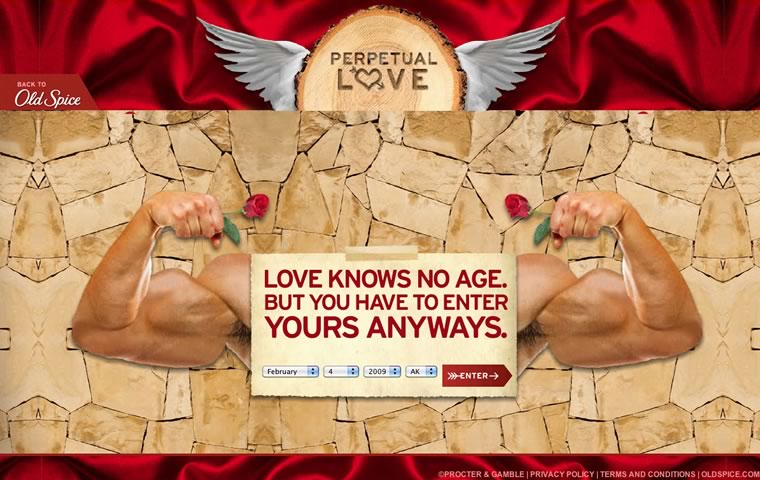 PERPETUAL
LOVE
BACK TO
Old Spice
LOVE KNOWS NO AGE.
BUT YOU HAVE TO ENTER
YOURS ANYWAYS.
February 4 2009 AK ENTER
©PROCTER & GAMBLE | PRIVACY POLICY | TERMS AND CONDITIONS | OLDSPICE.COM